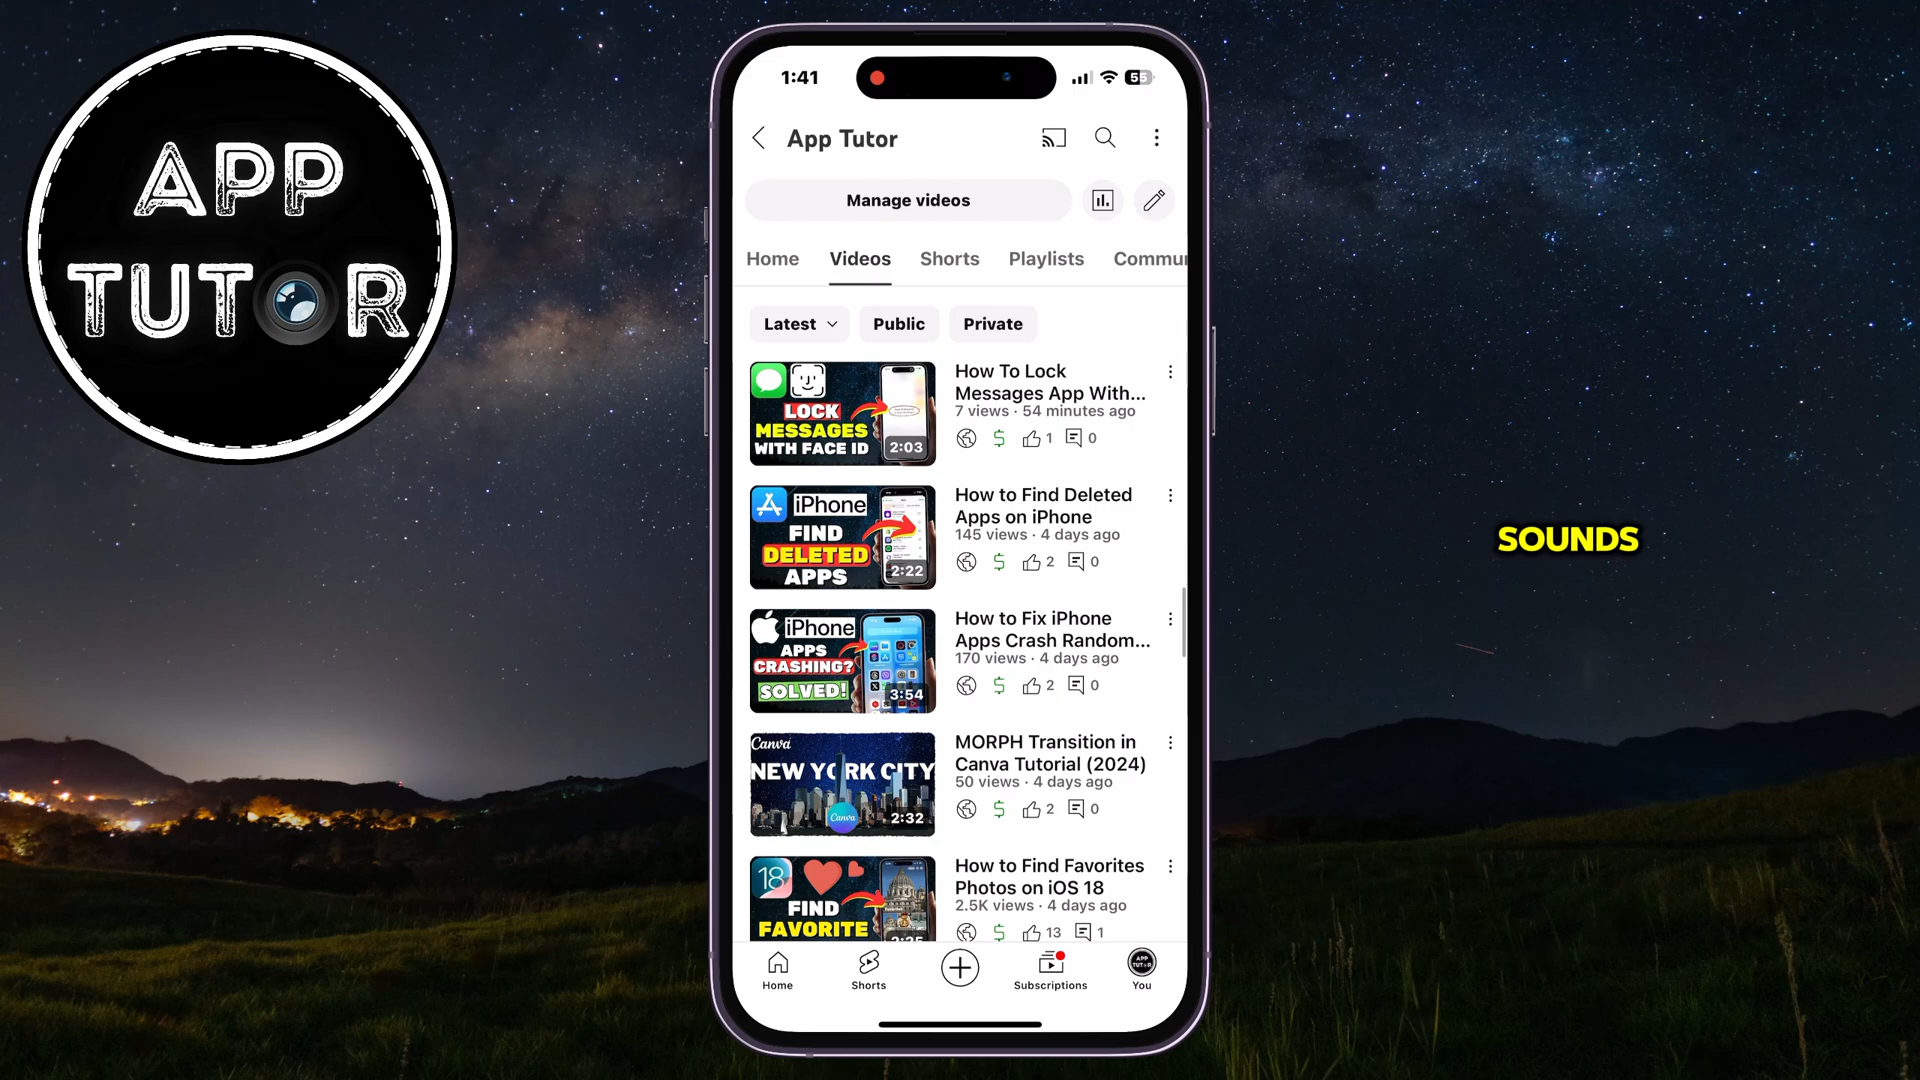 APP
TUTOR
1:41
55
App Tutor
Manage videos
Home
Videos
Shorts
Playlists
Commur
Latest
Public
Private
LOCK
MESSAGES
WITH FACE ID
2:03
How To Lock
Messages App With...
7 views · 54 minutes ago
1
0
iPhone
FIND
DELETED
APPS
2:22
How to Find Deleted
Apps on iPhone
145 views · 4 days ago
2
0
iPhone
APPS
CRASHING?
SOLVED!
3:54
How to Fix iPhone
Apps Crash Random...
170 views · 4 days ago
2
0
Canva
NEW YORK CITY
Canva
2:32
MORPH Transition in
Canva Tutorial (2024)
50 views · 4 days ago
2
0
18
FIND
FAVORITE
How to Find Favorites
Photos on iOS 18
2.5K views · 4 days ago
13
1
SOUNDS
Home
Shorts
Subscriptions
APP
TUTOR
You